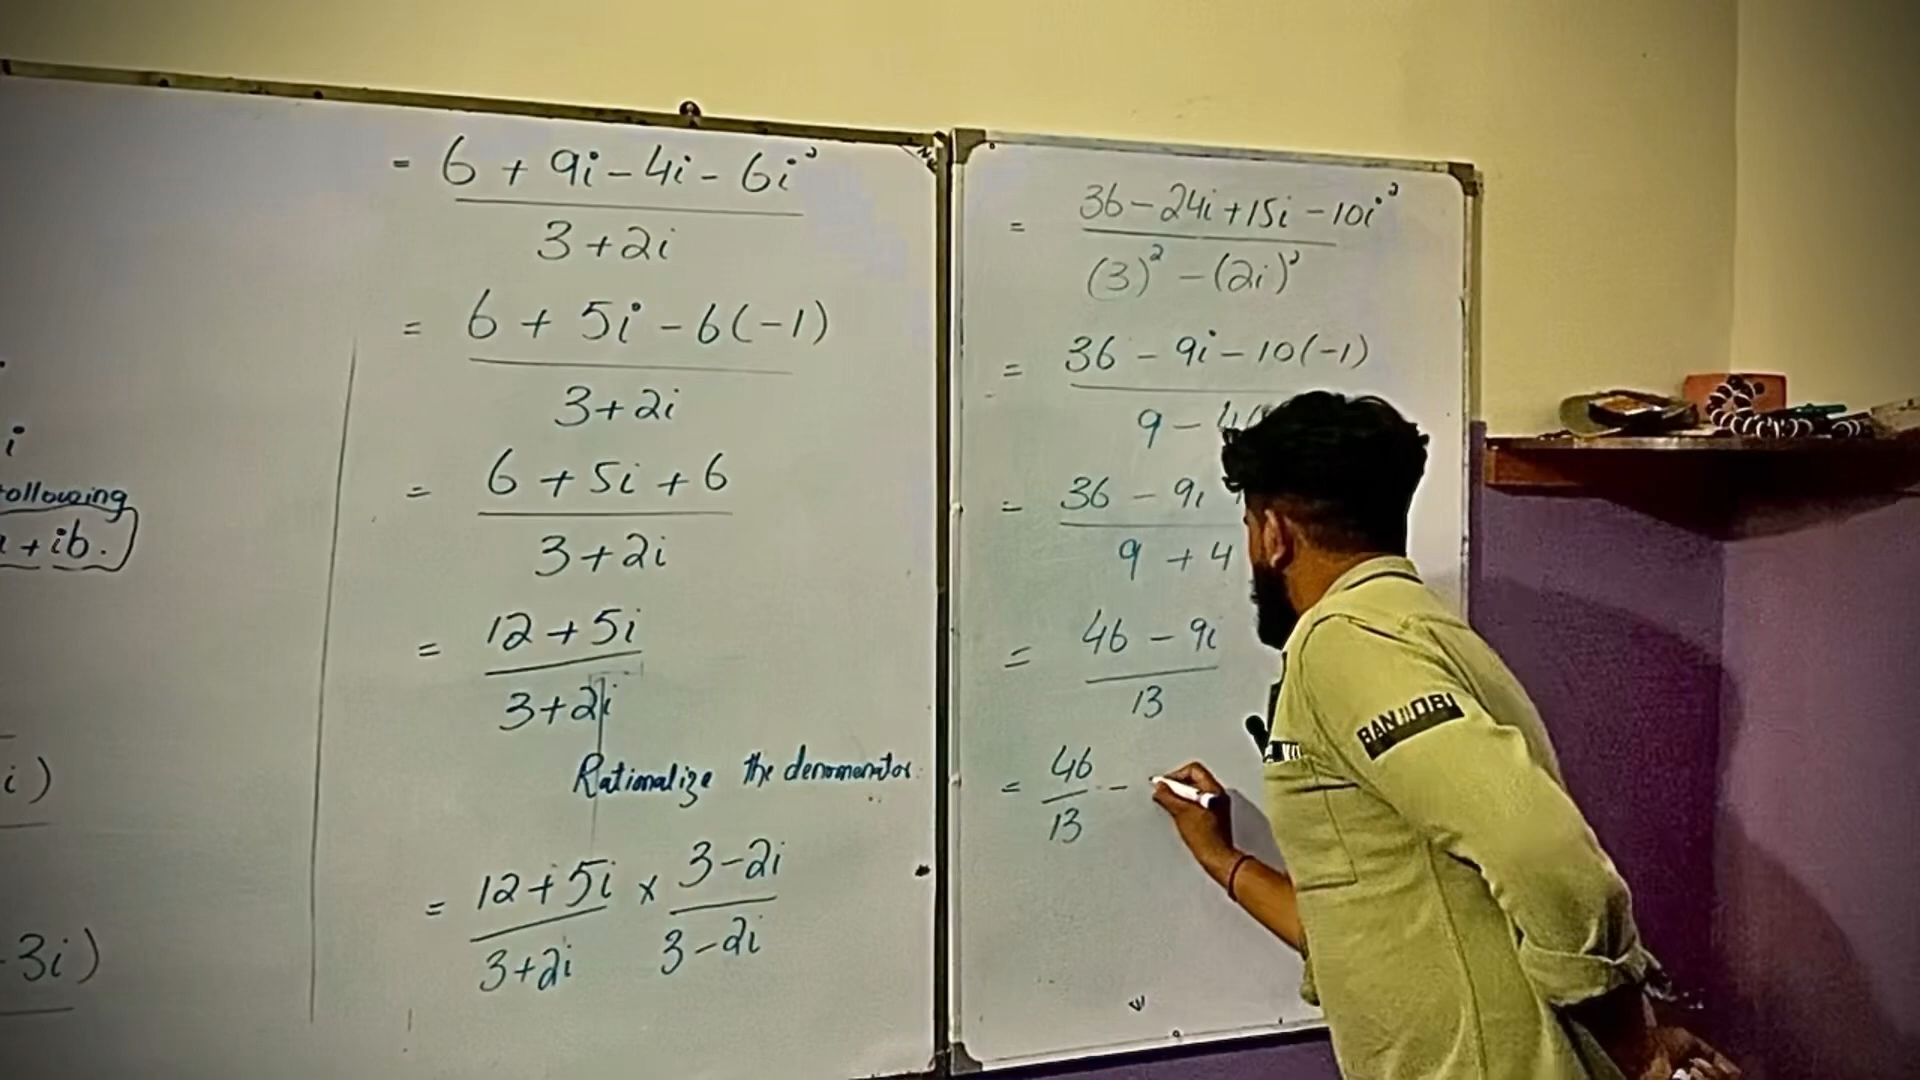 i
following
+ ib.
i)
3i)
= 6 + 9i - 4i - 6i²
3 + 2i
= 6 + 5i - 6(-1)
3 + 2i
= 6 + 5i + 6
3 + 2i
= 12 + 5i
3 + 2i
Rationalize the denominator
= 12 + 5i × 3 - 2i
3 + 2i 3 - 2i
= 36 - 24i + 15i - 10i²
(3)² - (2i)²
= 36 - 9i - 10(-1)
9 - 4(
= 36 - 9i
9 + 4
= 46 - 9i
13
= 46 -
13
BANJUOBI